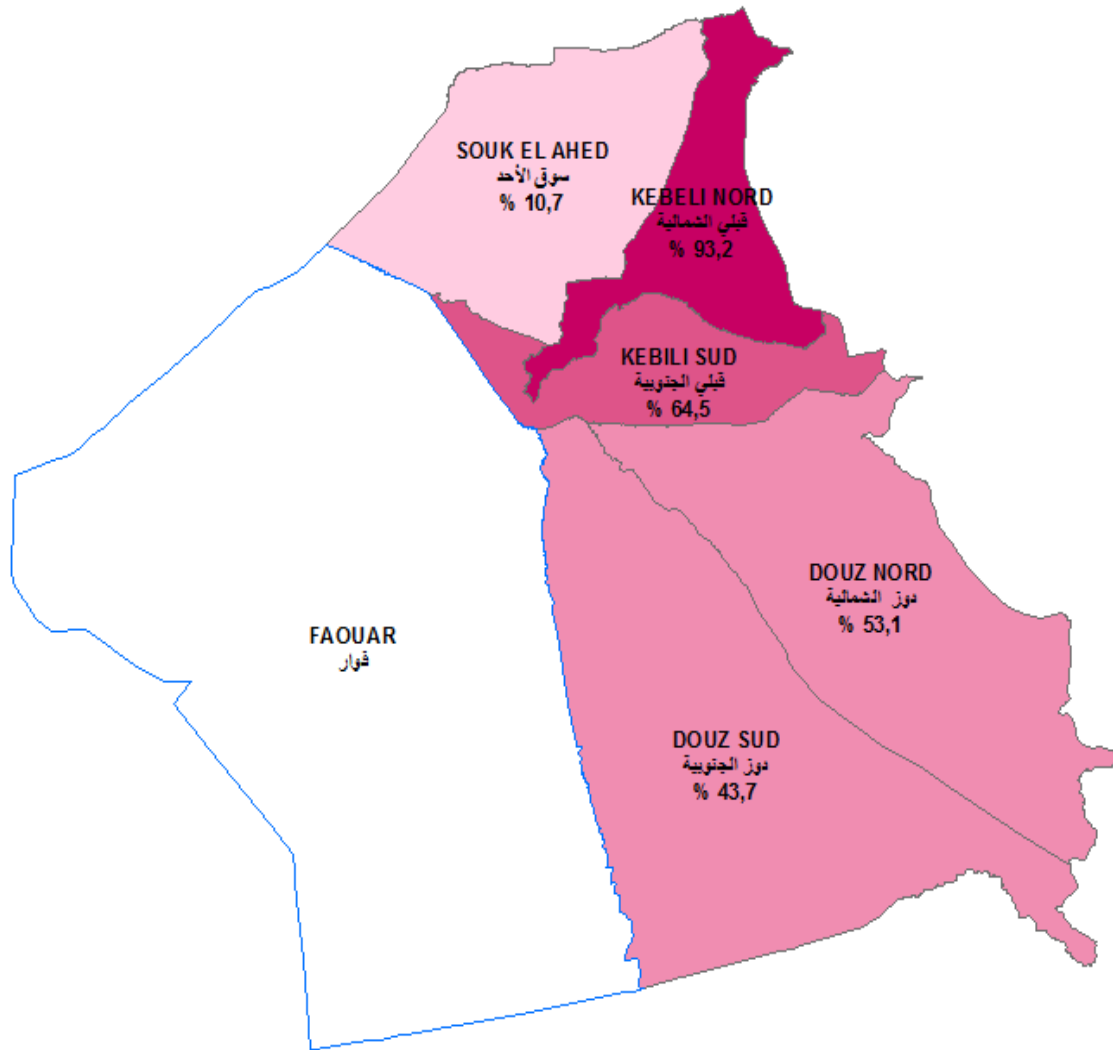 SOUK EL AHED
سوق الأحد
% 10,7
KEBELI NORD
قبلي الشمالية
% 93,2
KEBILI SUD
قبلي الجنوبية
% 64,5
DOUZ NORD
دوز الشمالية
% 53,1
FAOUAR
فوار
DOUZ SUD
دوز الجنوبية
% 43,7